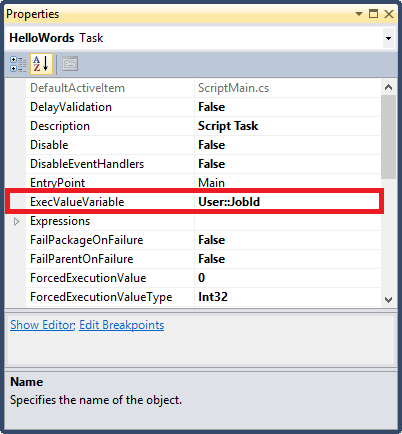 Properties
HelloWords Task
DefaultActiveItem ScriptMain.cs
DelayValidation False
Description Script Task
Disable False
DisableEventHandlers False
EntryPoint Main
ExecValueVariable User::JobId
Expressions
FailPackageOnFailure False
FailParentOnFailure False
ForcedExecutionValue 0
ForcedExecutionValueType Int32
Show Editor; Edit Breakpoints
Name
Specifies the name of the object.